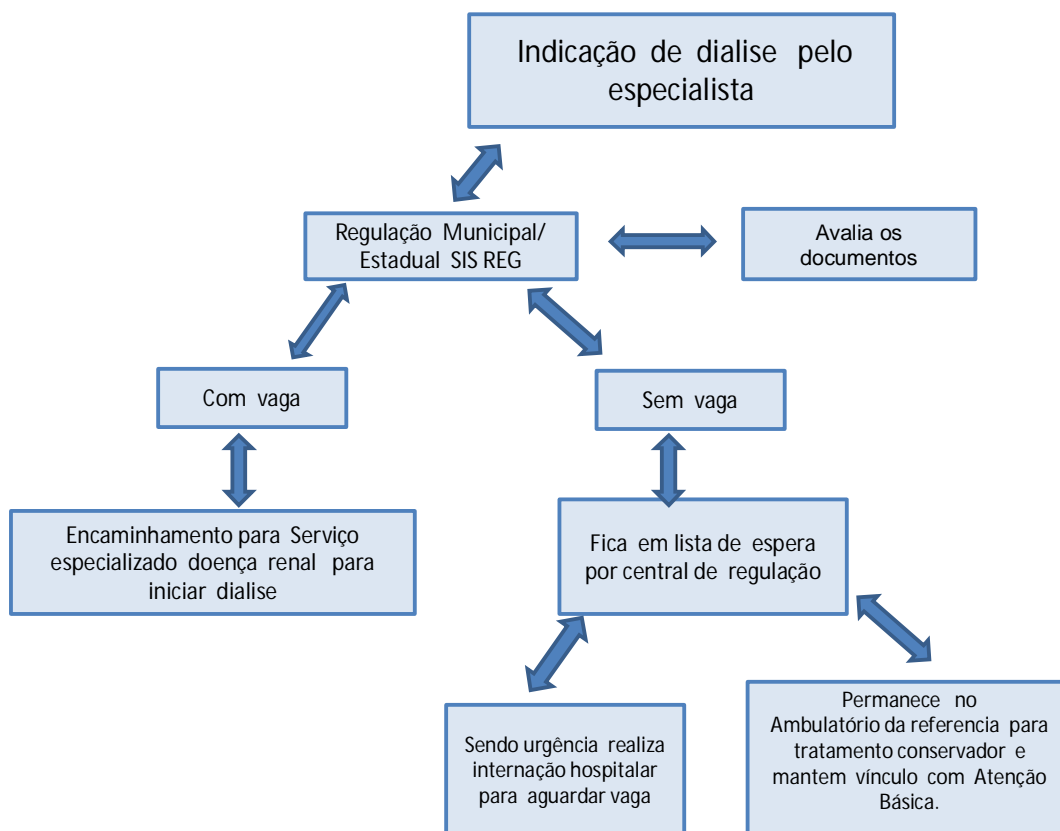 Indicação de dialise pelo
especialista
Regulação Municipal/
Estadual SIS REG
Avalia os
documentos
Com vaga
Sem vaga
Encaminhamento para Serviço
especializado doença renal para
iniciar dialise
Fica em lista de espera
por central de regulação
Sendo urgência realiza
internação hospitalar
para aguardar vaga
Permanece no
Ambulatório da referencia para
tratamento conservador e
mantem vínculo com Atenção
Básica.